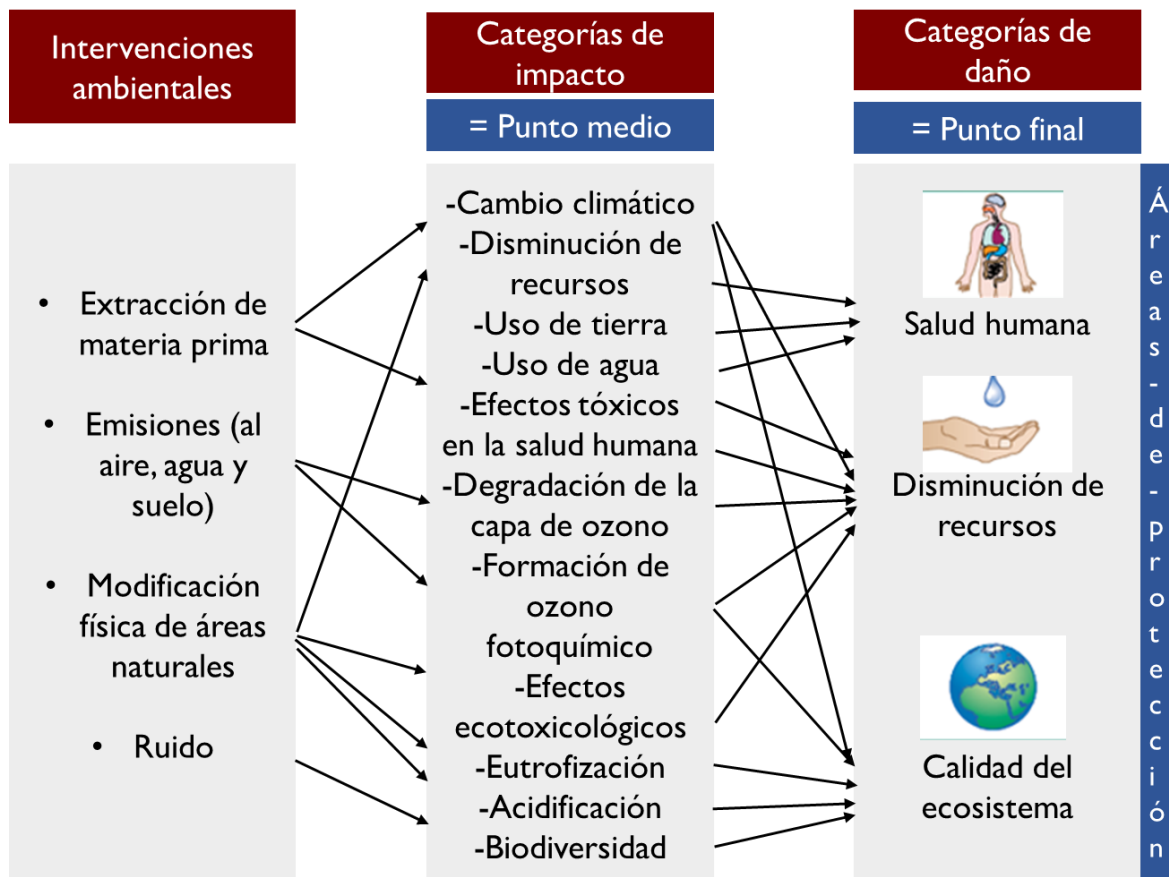 Intervenciones
ambientales
Categorías de
impacto
= Punto medio
Categorías de
daño
= Punto final
• Extracción de
materia prima
• Emisiones (al
aire, agua y
suelo)
• Modificación
física de áreas
naturales
• Ruido
-Cambio climático
-Disminución de
recursos
-Uso de tierra
-Uso de agua
-Efectos tóxicos
en la salud humana
-Degradación de la
capa de ozono
-Formación de
ozono
fotoquímico
-Efectos
ecotoxicológicos
-Eutrofización
-Acidificación
-Biodiversidad
Salud humana
Disminución de
recursos
Calidad del
ecosistema
Áreas-de-protección